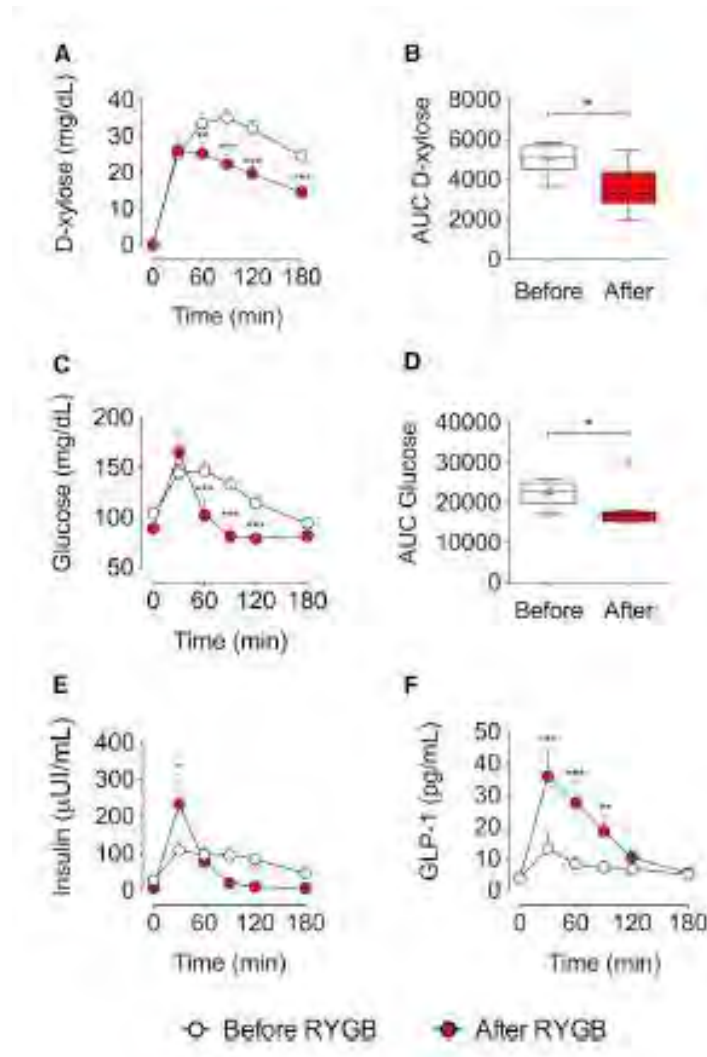 A
B
D-xylose (mg/dL)
40
30
20
10
0
0 60 120 180
Time (min)
**
***
***
***
AUC D-xylose
8000
6000
4000
2000
0
*
Before After
C
D
Glucose (mg/dL)
200
150
100
50
0 60 120 180
Time (min)
***
***
***
AUC Glucose
40000
30000
20000
10000
0
*
Before After
E
F
Insulin (µUI/mL)
400
300
200
100
0
0 60 120 180
Time (min)
GLP-1 (pg/mL)
50
40
30
20
10
0
0 60 120 180
Time (min)
**
Before RYGB After RYGB